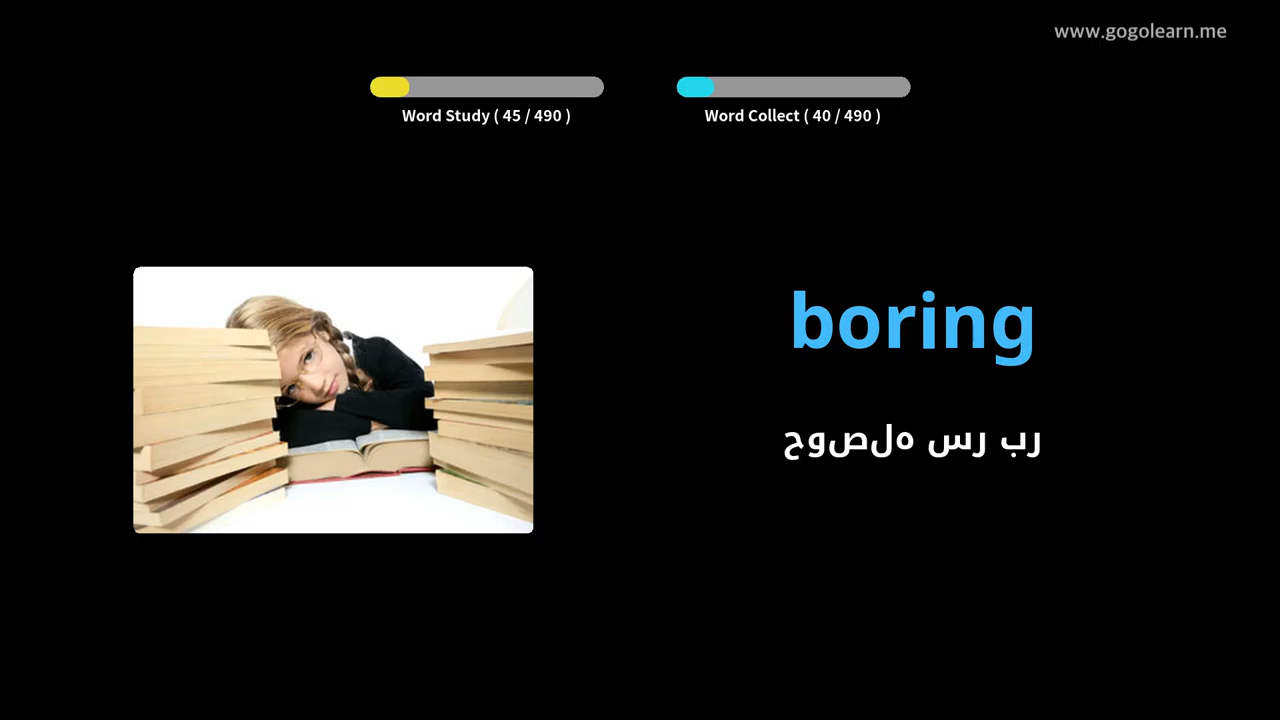 www.gogolearn.me
Word Study ( 45 / 490 )
Word Collect ( 40 / 490 )
boring
رب رس هلصوح